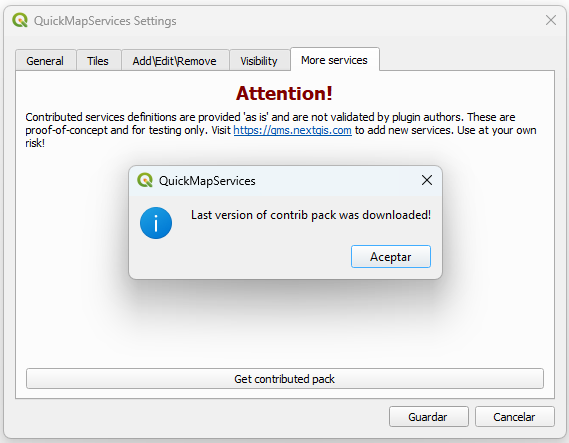 QuickMapServices Settings
General Tiles Add\Edit\Remove Visibility More services
Attention!
Contributed services definitions are provided 'as is' and are not validated by plugin authors. These are
proof-of-concept and for testing only. Visit https://qms.nextgis.com to add new services. Use at your own
risk!
QuickMapServices
Last version of contrib pack was downloaded!
Aceptar
Get contributed pack
Guardar Cancelar